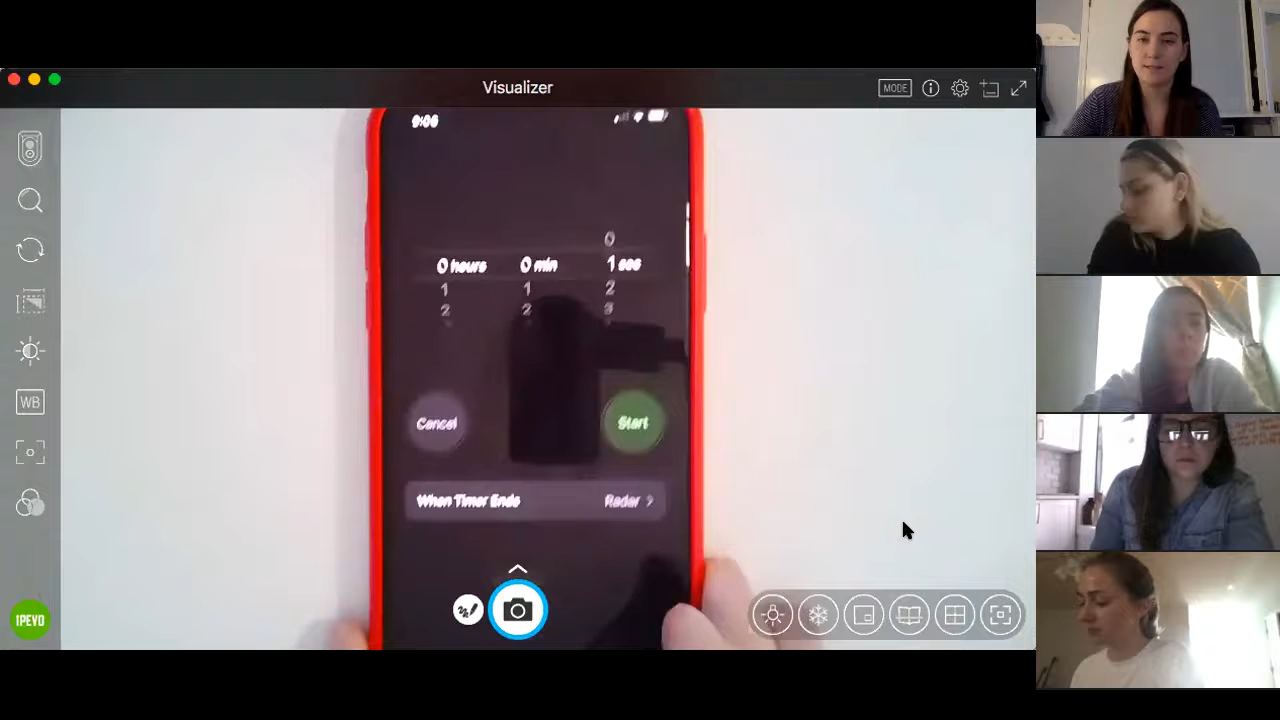 Visualizer
MODE
9:06
0
0 hours 0 min 1 sec
1 1 2
2 2 3
Cancel Start
When Timer Ends Radar >
WB
IPEVO